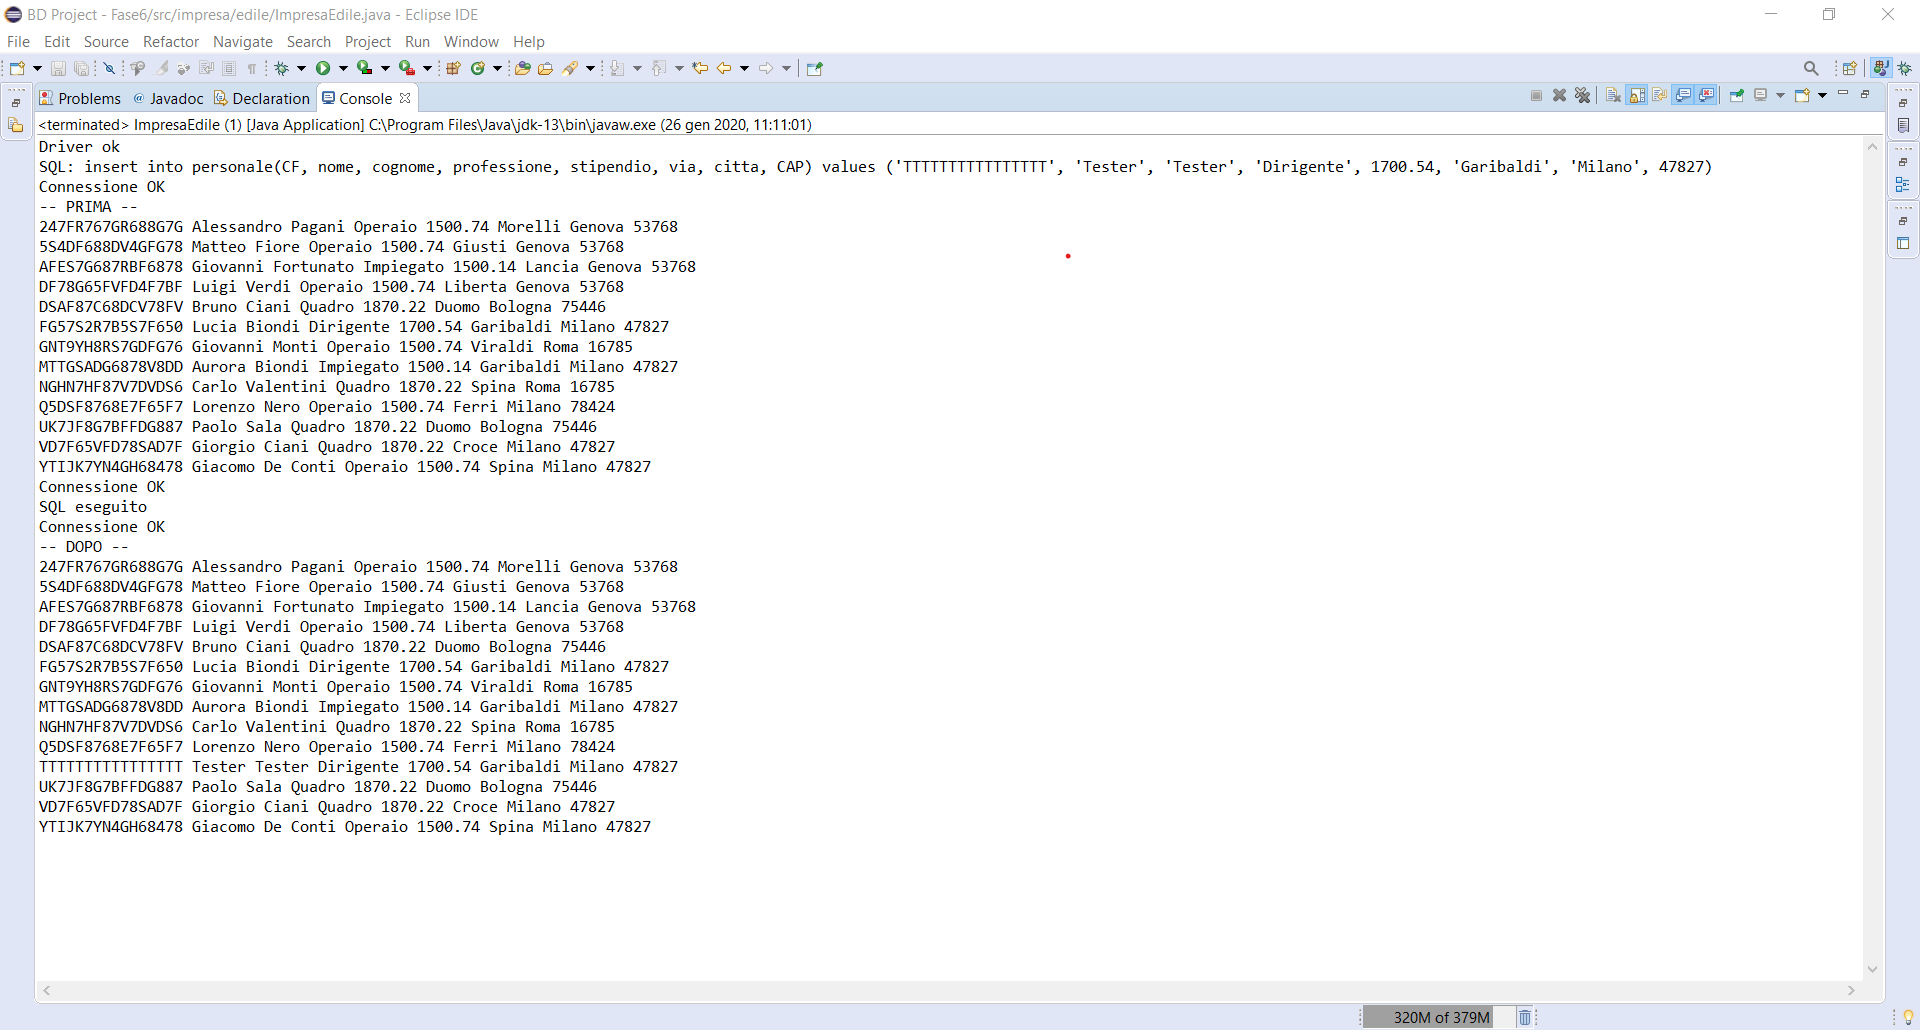 BD Project - Fase6/src/impresa/edile/ImpresaEdile.java - Eclipse IDE
File Edit Source Refactor Navigate Search Project Run Window Help
Problems @ Javadoc Declaration Console
<terminated> ImpresaEdile (1) [Java Application] C:\Program Files\Java\jdk-13\bin\javaw.exe (26 gen 2020, 11:11:01)
Driver ok
SQL: insert into personale(CF, nome, cognome, professione, stipendio, via, citta, CAP) values ('TTTTTTTTTTTTTTTT', 'Tester', 'Tester', 'Dirigente', 1700.54, 'Garibaldi', 'Milano', 47827)
Connessione OK
-- PRIMA --
247FR767GR688G7G Alessandro Pagani Operaio 1500.74 Morelli Genova 53768
5S4DF688DV4GFG78 Matteo Fiore Operaio 1500.74 Giusti Genova 53768
AFES7G687RBF6878 Giovanni Fortunato Impiegato 1500.14 Lancia Genova 53768
DF78G65FVFD4F7BF Luigi Verdi Operaio 1500.74 Liberta Genova 53768
DSAF87C68DCV78FV Bruno Ciani Quadro 1870.22 Duomo Bologna 75446
FG57S2R7B5S7F650 Lucia Biondi Dirigente 1700.54 Garibaldi Milano 47827
GNT9YH8RS7GDFG76 Giovanni Monti Operaio 1500.74 Viraldi Roma 16785
MTTGSADG6878V8DD Aurora Biondi Impiegato 1500.14 Garibaldi Milano 47827
NGHN7HF87V7DVDS6 Carlo Valentini Quadro 1870.22 Spina Roma 16785
Q5DSF8768E7F65F7 Lorenzo Nero Operaio 1500.74 Ferri Milano 78424
UK7JF8G7BFFDG887 Paolo Sala Quadro 1870.22 Duomo Bologna 75446
VD7F65VFD78SAD7F Giorgio Ciani Quadro 1870.22 Croce Milano 47827
YTIJK7YN4GH68478 Giacomo De Conti Operaio 1500.74 Spina Milano 47827
Connessione OK
SQL eseguito
Connessione OK
-- DOPO --
247FR767GR688G7G Alessandro Pagani Operaio 1500.74 Morelli Genova 53768
5S4DF688DV4GFG78 Matteo Fiore Operaio 1500.74 Giusti Genova 53768
AFES7G687RBF6878 Giovanni Fortunato Impiegato 1500.14 Lancia Genova 53768
DF78G65FVFD4F7BF Luigi Verdi Operaio 1500.74 Liberta Genova 53768
DSAF87C68DCV78FV Bruno Ciani Quadro 1870.22 Duomo Bologna 75446
FG57S2R7B5S7F650 Lucia Biondi Dirigente 1700.54 Garibaldi Milano 47827
GNT9YH8RS7GDFG76 Giovanni Monti Operaio 1500.74 Viraldi Roma 16785
MTTGSADG6878V8DD Aurora Biondi Impiegato 1500.14 Garibaldi Milano 47827
NGHN7HF87V7DVDS6 Carlo Valentini Quadro 1870.22 Spina Roma 16785
Q5DSF8768E7F65F7 Lorenzo Nero Operaio 1500.74 Ferri Milano 78424
TTTTTTTTTTTTTTTT Tester Tester Dirigente 1700.54 Garibaldi Milano 47827
UK7JF8G7BFFDG887 Paolo Sala Quadro 1870.22 Duomo Bologna 75446
VD7F65VFD78SAD7F Giorgio Ciani Quadro 1870.22 Croce Milano 47827
YTIJK7YN4GH68478 Giacomo De Conti Operaio 1500.74 Spina Milano 47827
320M of 379M